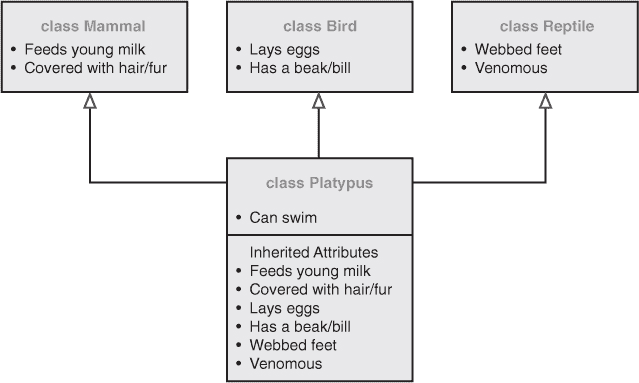 class Mammal
• Feeds young milk
• Covered with hair/fur
class Bird
• Lays eggs
• Has a beak/bill
class Reptile
• Webbed feet
• Venomous
class Platypus
• Can swim
Inherited Attributes
• Feeds young milk
• Covered with hair/fur
• Lays eggs
• Has a beak/bill
• Webbed feet
• Venomous